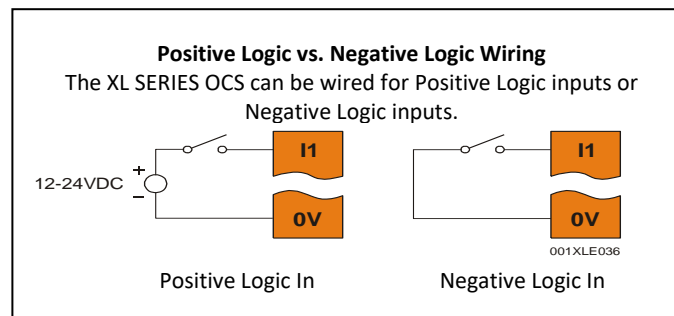 Positive Logic vs. Negative Logic Wiring
The XL SERIES OCS can be wired for Positive Logic inputs or
Negative Logic inputs.
I1
+
12-24VDC
–
0V
Positive Logic In
I1
0V
001XLE036
Negative Logic In